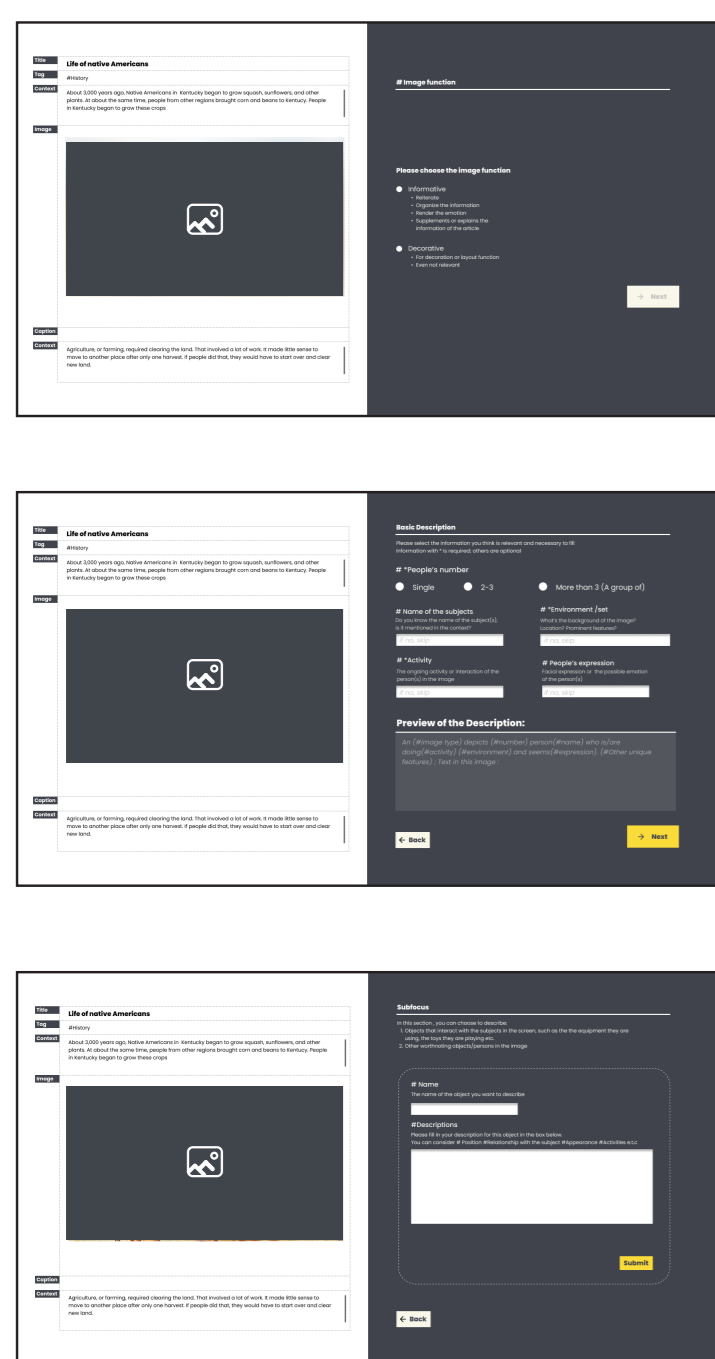 Title
Life of native Americans
Tag
#History
Context
About 3,000 years ago, Native Americans in Kentucky began to grow squash, sunflowers, and other
plants. At about the same time, people from other regions brought corn and beans to Kentucy. People
in Kentucky began to grow these crops
Image
Caption
Context
Agriculture, or farming, required clearing the land. That involved a lot of work. It made little sense to
move to another place after only one harvest. If people did that, they would have to start over and clear
new land.
# Image function
Please choose the image function
Informative
- Reiterate
- Organize the information
- Render the emotion
- Supplements or explains the
information of the article
Decorative
- For decoration or layout function
- Even not relevant
→ Next
Title
Life of native Americans
Tag
#History
Context
About 3,000 years ago, Native Americans in Kentucky began to grow squash, sunflowers, and other
plants. At about the same time, people from other regions brought corn and beans to Kentucy. People
in Kentucky began to grow these crops
Image
Caption
Context
Agriculture, or farming, required clearing the land. That involved a lot of work. It made little sense to
move to another place after only one harvest. If people did that, they would have to start over and clear
new land.
Basic Description
Please select the information you think is relevant and necessary to fill
Information with * is required; others are optional
# *People's number
Single
2-3
More than 3 (A group of)
# Name of the subjects
Do you know the name of the subject(s),
is it mentioned in the context?
If no, skip
# *Environment /set
What's the background of the image?
Location? Prominent features?
If no, skip
# *Activity
The ongoing activity or interaction of the
person(s) in the image
If no, skip
# People's expression
Facial expression or the possible emotion
of the person(s)
If no, skip
Preview of the Description:
An (#image type) depicts (#number) person(#name) who is/are
doing(#activity) (#environment) and seems(#expression). (#Other unique
features) ; Text in this image :
← Back
→ Next
Title
Life of native Americans
Tag
#History
Context
About 3,000 years ago, Native Americans in Kentucky began to grow squash, sunflowers, and other
plants. At about the same time, people from other regions brought corn and beans to Kentucy. People
in Kentucky began to grow these crops
Image
Caption
Context
Agriculture, or farming, required clearing the land. That involved a lot of work. It made little sense to
move to another place after only one harvest. If people did that, they would have to start over and clear
new land.
Subfocus
In this section , you can choose to describe:
1. Objects that interact with the subjects in the screen, such as the the equipment they are
using, the toys they are playing etc.
2. Other worthnoting objects/persons in the image
# Name
The name of the object you want to describe
#Descriptions
Please fill in your description for this object in the box below.
You can consider # Position #Relationship with the subject #Appearance #Activities e.t.c
Submit
← Back